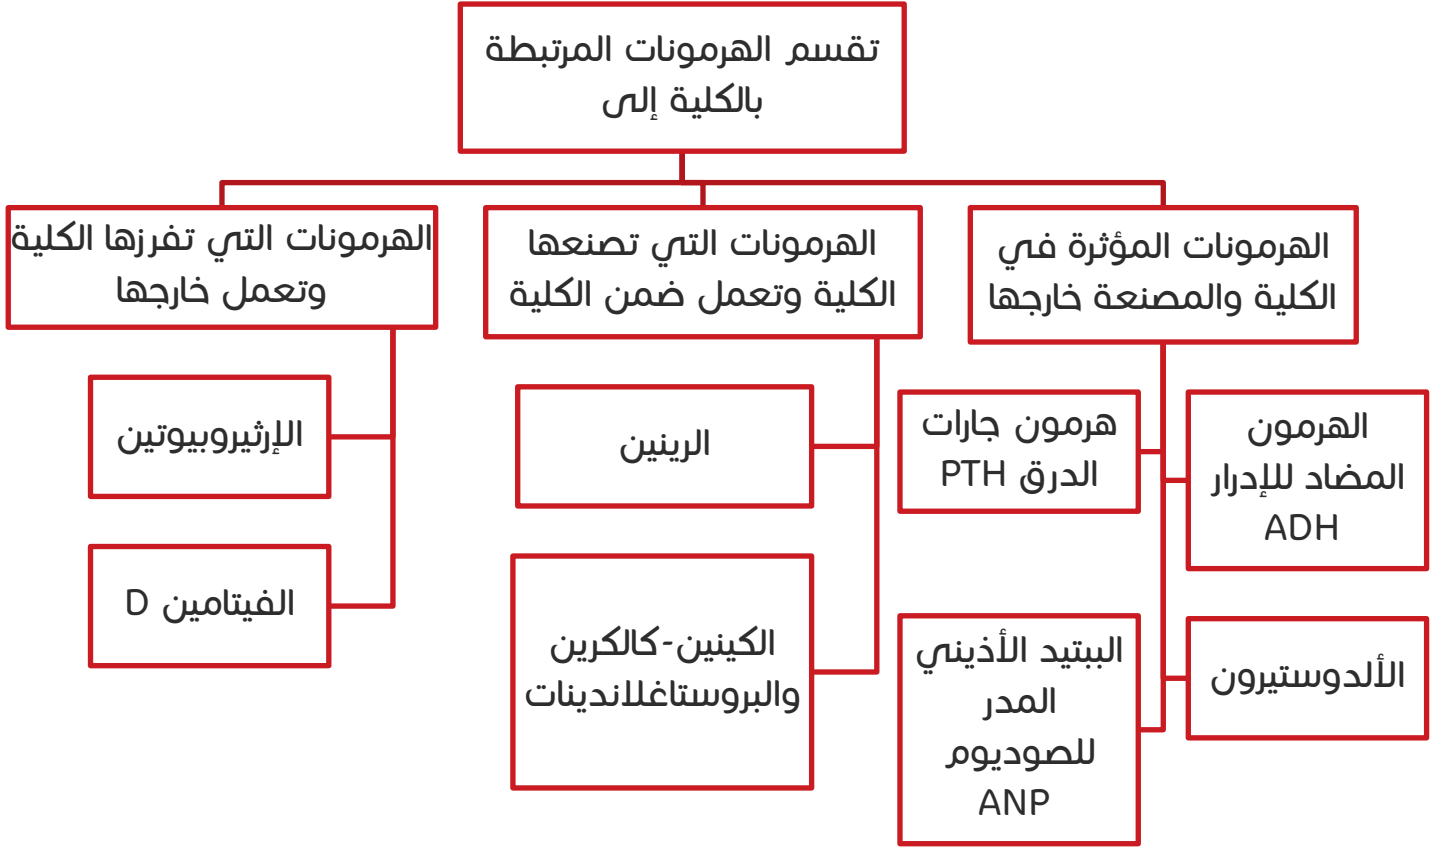 تقسم الهرمونات المرتبطة
بالكلية إلى
الهرمونات المؤثرة في
الكلية والمصنعة خارجها
الهرمون
المضاد للإدرار
ADH
هرمون جارات
الدرق PTH
الألدوستيرون
الببتيد الأذيني
المدر
للصوديوم
ANP
الهرمونات التي تصنعها
الكلية وتعمل ضمن الكلية
الرينين
الكينين-كالكرين
والبروستاغلاندينات
الهرمونات التي تفرزها الكلية
وتعمل خارجها
الإرثيروبيوتين
الفيتامين D